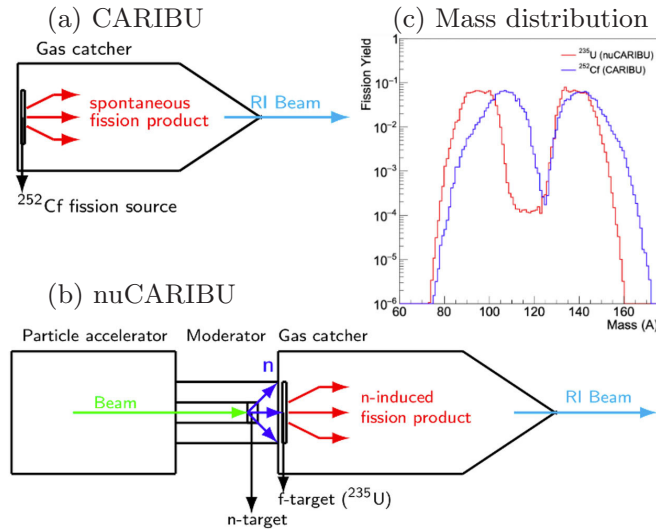 (a) CARIBU
Gas catcher
spontaneous
fission product
RI Beam
²⁵²Cf fission source
(c) Mass distribution
Fission Yield
²³⁵U (nuCARIBU)
²⁵²Cf (CARIBU)
10⁻¹
10⁻²
10⁻³
10⁻⁴
10⁻⁵
10⁻⁶
60 80 100 120 140 160
Mass (A)
(b) nuCARIBU
Particle accelerator Moderator Gas catcher
n
Beam
n-induced
fission product
RI Beam
f-target (²³⁵U)
n-target